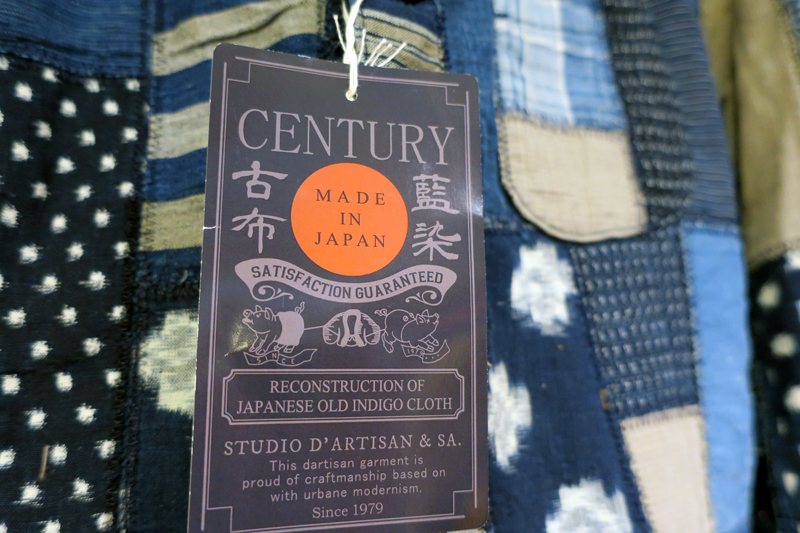 CENTURY
古布
MADE
IN
JAPAN
藍染
SATISFACTION GUARANTEED
SINCE
RECONSTRUCTION OF
JAPANESE OLD INDIGO CLOTH
STUDIO D'ARTISAN & SA.
This dartisan garment is
proud of craftmanship based on
with urbane modernism.
Since 1979